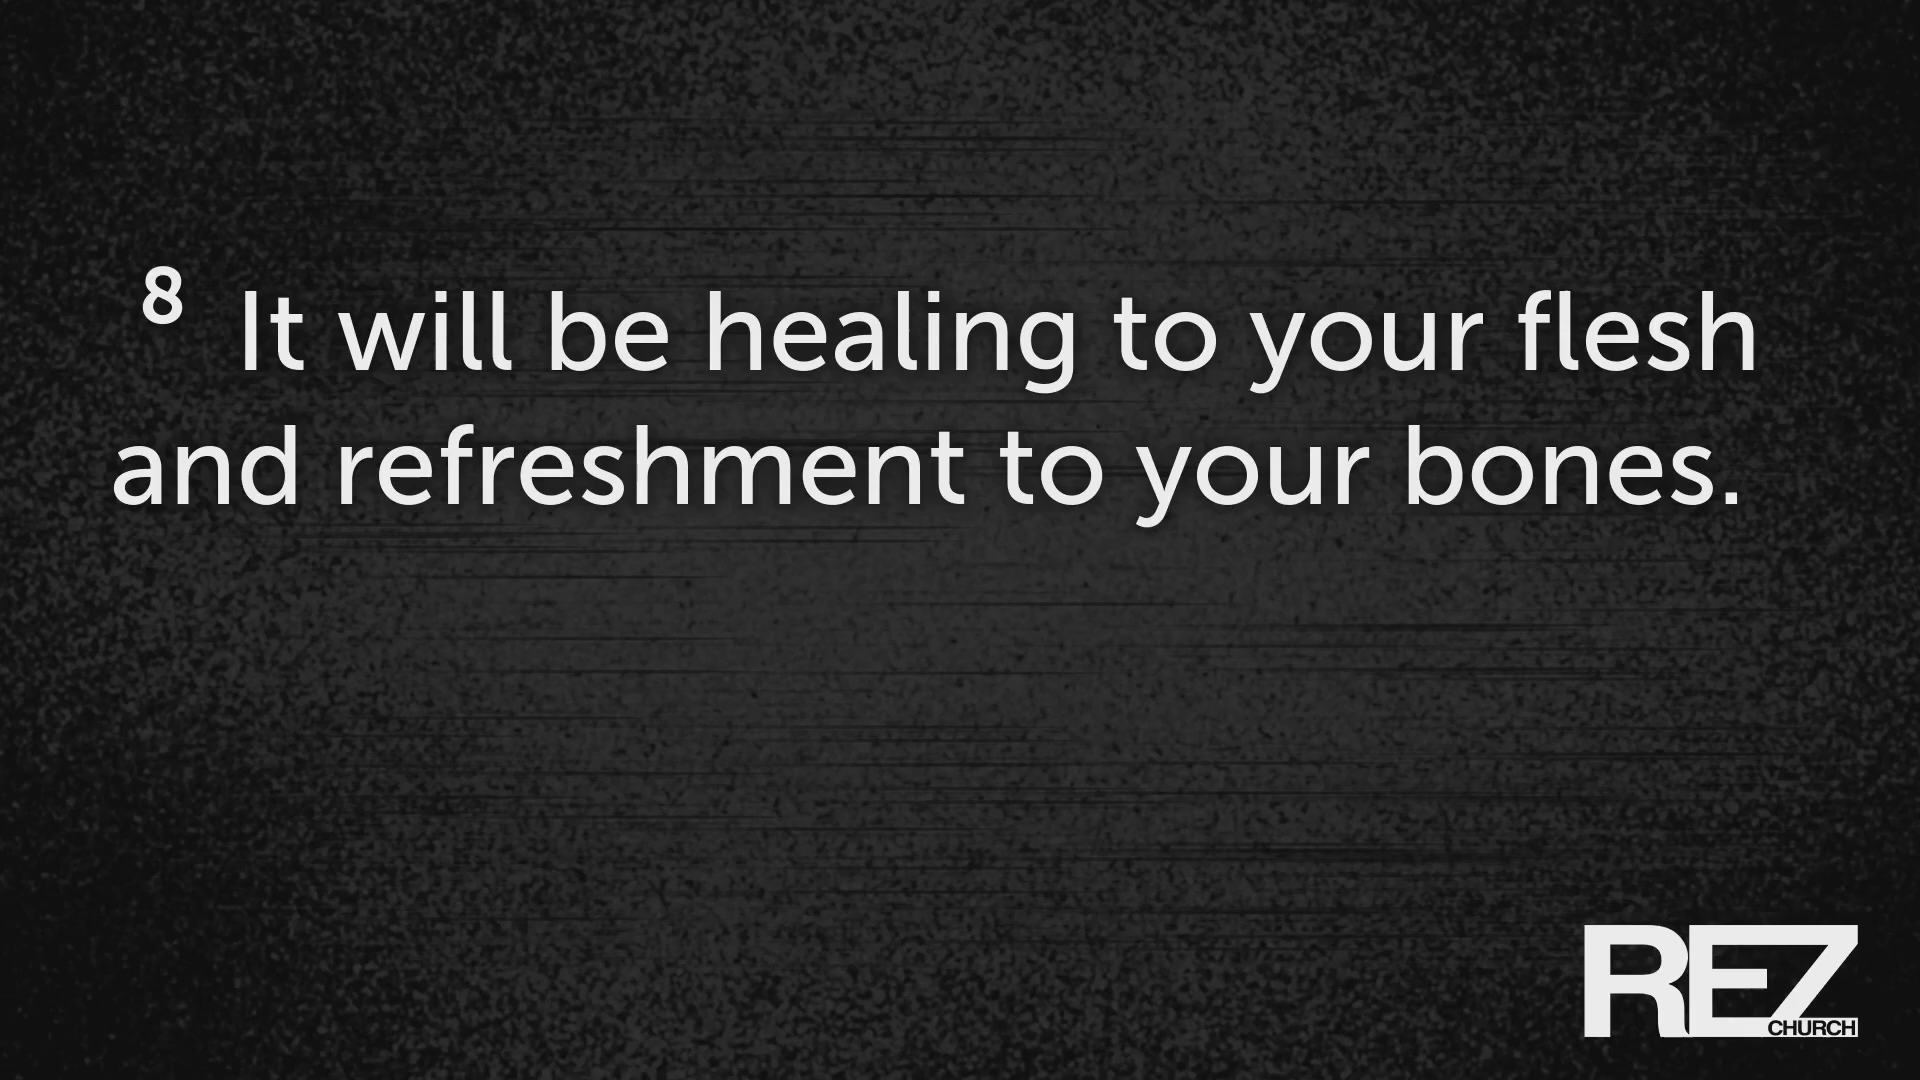 8 It will be healing to your flesh
and refreshment to your bones.
REZ
CHURCH